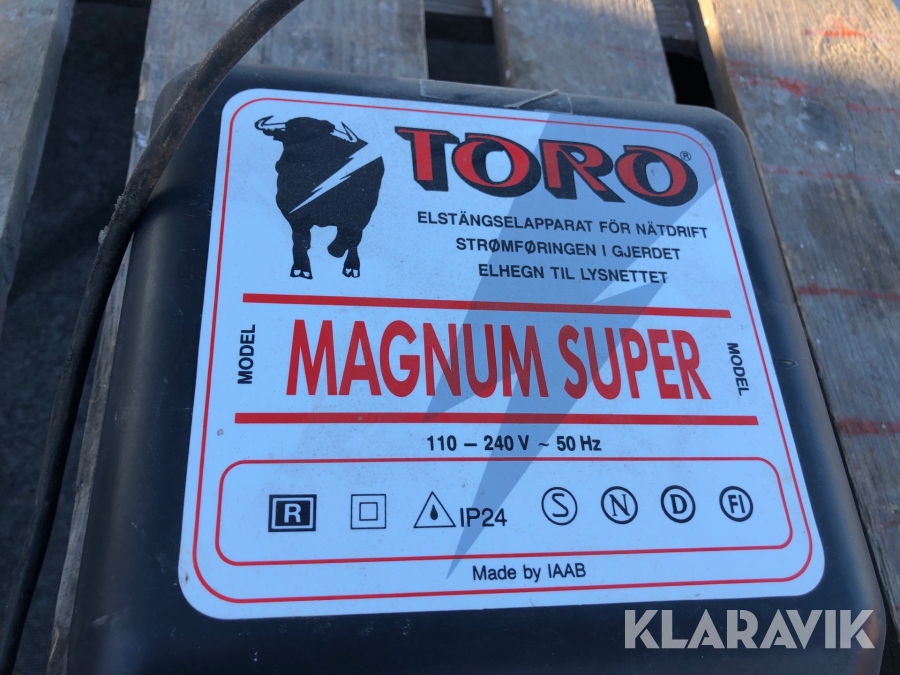 TORO®
ELSTÄNGSELAPPARAT FÖR NÄTDRIFT
STRØMFØRINGEN I GJERDET
ELHEGN TIL LYSNETTET
MODEL
MAGNUM SUPER
MODEL
110 – 240 V ~ 50 Hz
R IP24 S N D FI
Made by IAAB
KLARAVIK